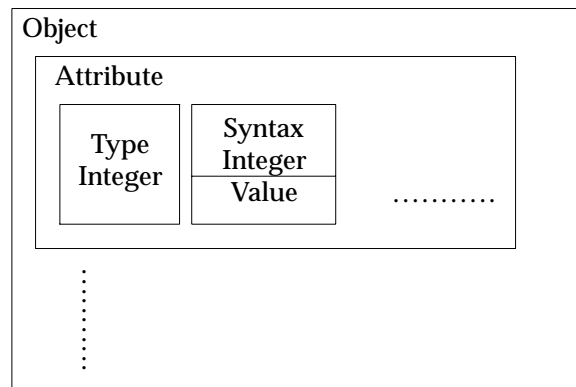 Object
Attribute
Type
Integer
Syntax
Integer
Value
...........